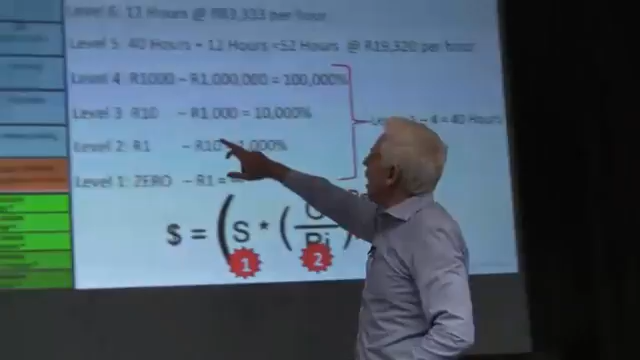 Level 6: 12 Hours @ R83,333 per hour
Level 5: 40 Hours – 12 Hours =52 Hours @ R19,320 per hour
Level 4: R1000 – R1,000,000 = 100,000%
Level 3: R10 – R1,000 = 10,000%
– 4 = 40 Hours
Level 2: R1 – R10 1,000%
Level 1: ZERO – R1 =
$ = ( S * (
1
2